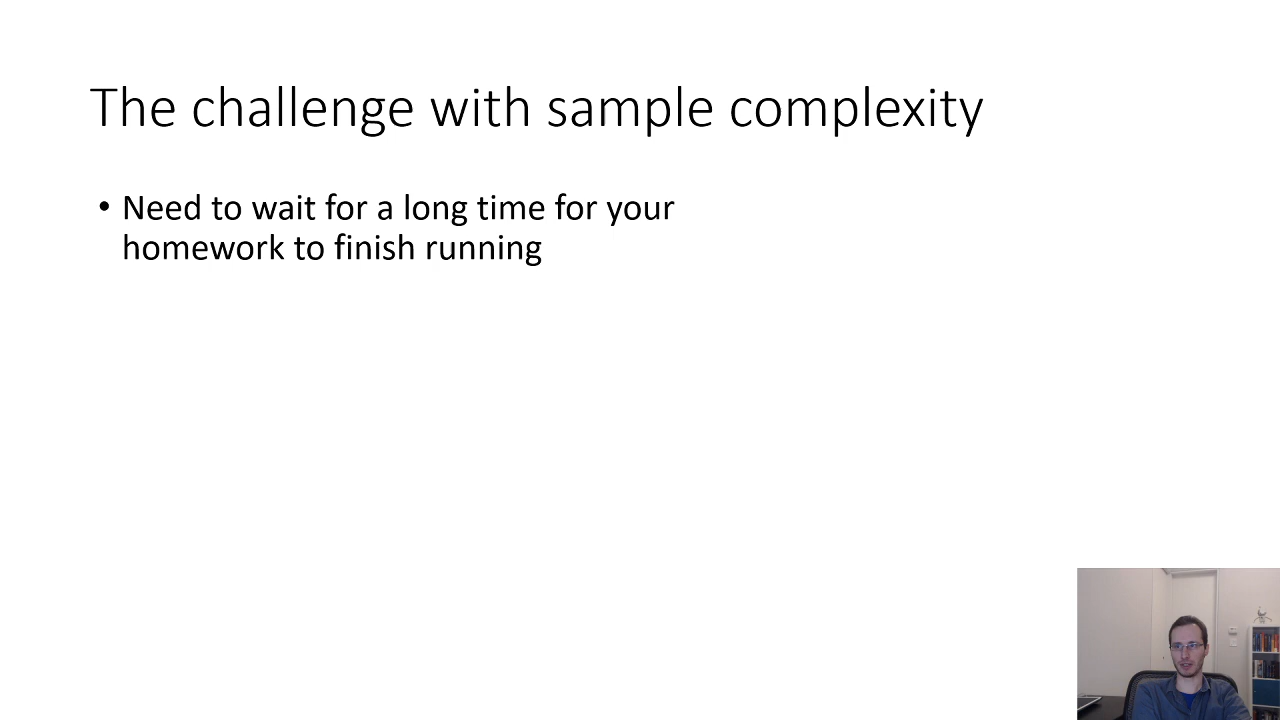 The challenge with sample complexity
• Need to wait for a long time for your
homework to finish running